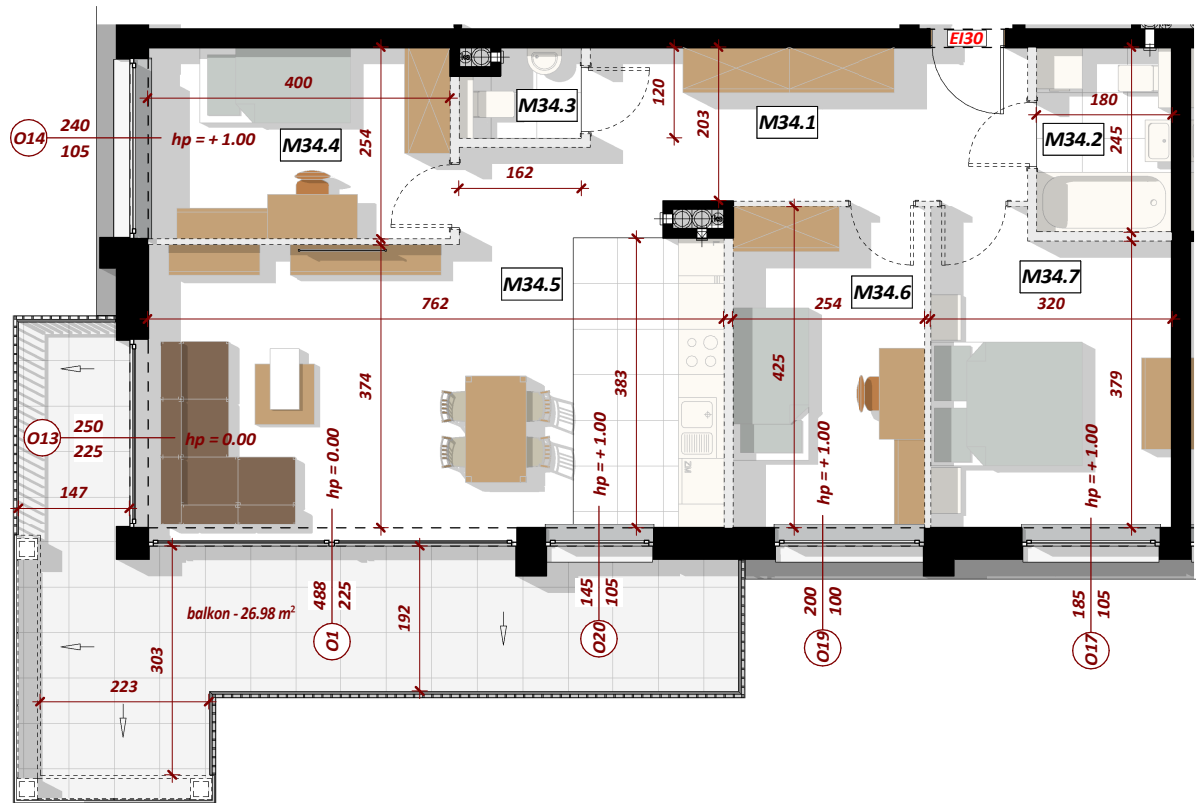 EI30
400
M34.3
120
203
M34.1
180
O14
240
105
hp = + 1.00
M34.4
254
M34.2
245
162
M34.5
M34.6
M34.7
762
254
320
374
383
425
379
O13
250
225
hp = 0.00
hp = 0.00
hp = + 1.00
hp = + 1.00
hp = + 1.00
ZM
147
balkon - 26.98 m²
488
225
O1
192
145
105
O20
200
100
O19
185
105
O17
303
223